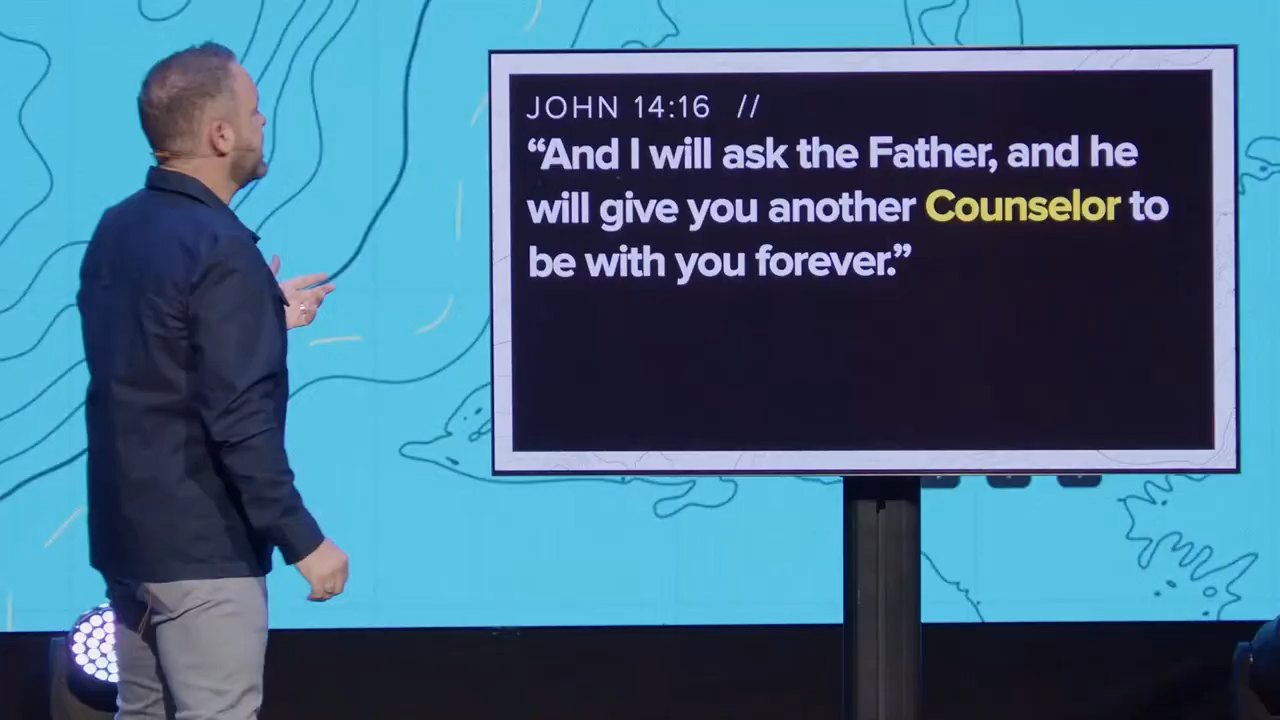 JOHN 14:16 //
“And I will ask the Father, and he
will give you another Counselor to
be with you forever.”